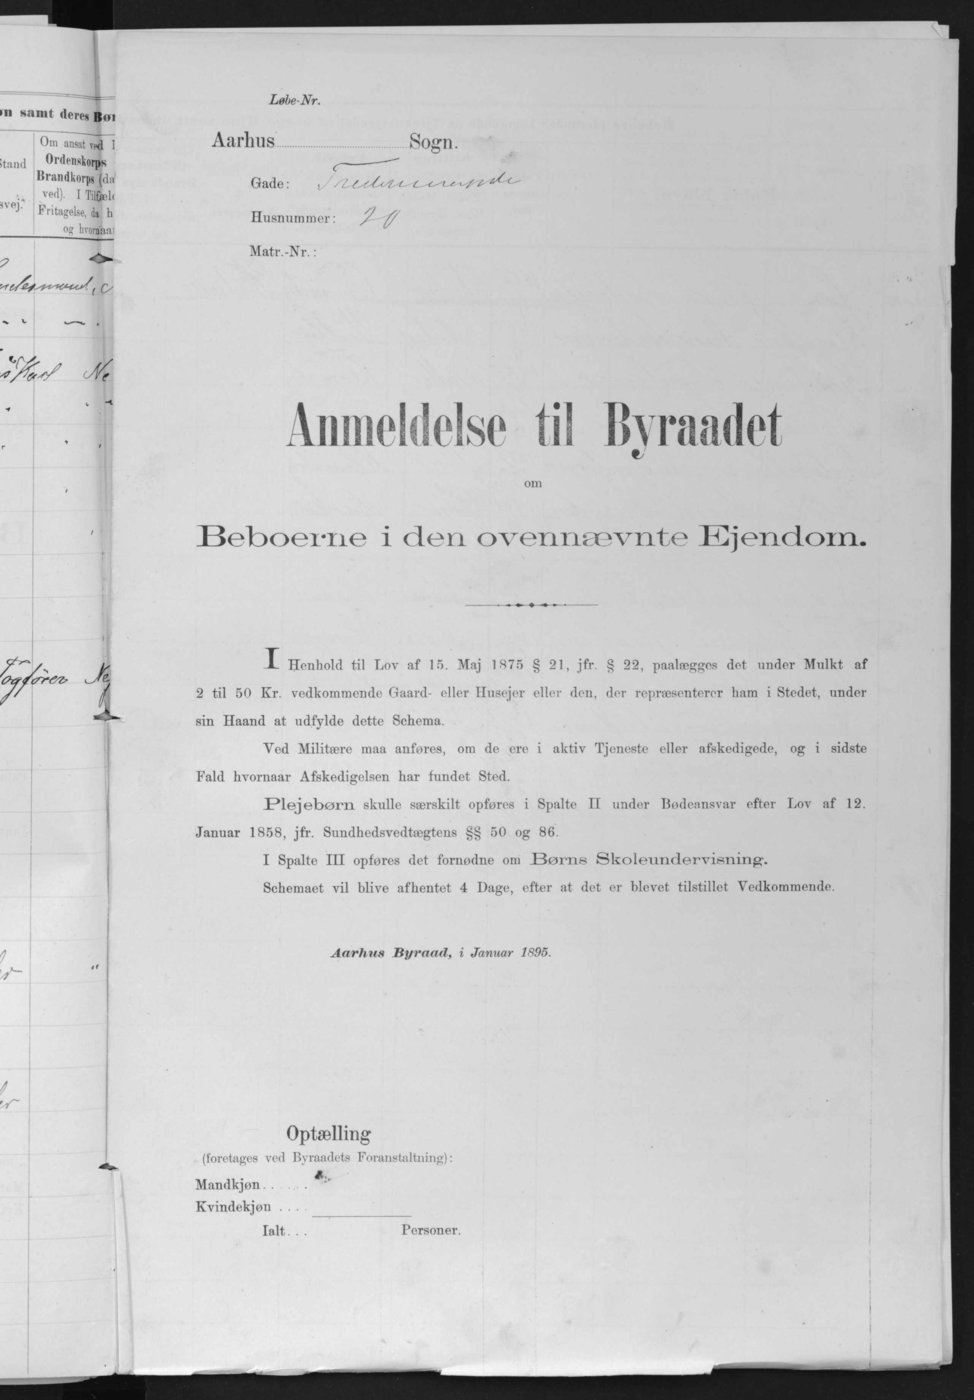 on samt deres Bør
Stand
svej."
Om ansat ved
Ordenskorps
Brandkorps (da
ved). I Tilfæld
Fritagelse, da h
og hvornaar
Ne
" Kusk
Togfører
Løbe-Nr.
Aarhus Sogn.
Gade:
Husnummer: 20
Matr.-Nr.:
Anmeldelse til Byraadet
om
Beboerne i den ovennævnte Ejendom.
I Henhold til Lov af 15. Maj 1875 § 21, jfr. § 22, paalægges det under Mulkt af
2 til 50 Kr. vedkommende Gaard- eller Husejer eller den, der repræsenterer ham i Stedet, under
sin Haand at udfylde dette Schema.
Ved Militære maa anføres, om de ere i aktiv Tjeneste eller afskedigede, og i sidste
Fald hvornaar Afskedigelsen har fundet Sted.
Plejebørn skulle særskilt opføres i Spalte II under Bødeansvar efter Lov af 12.
Januar 1858, jfr. Sundhedsvedtægtens §§ 50 og 86.
I Spalte III opføres det fornødne om Børns Skoleundervisning.
Schemaet vil blive afhentet 4 Dage, efter at det er blevet tilstillet Vedkommende.
Aarhus Byraad, i Januar 1895.
Optælling
(foretages ved Byraadets Foranstaltning):
Mandkjøn......
Kvindekjøn ....
Ialt... Personer.